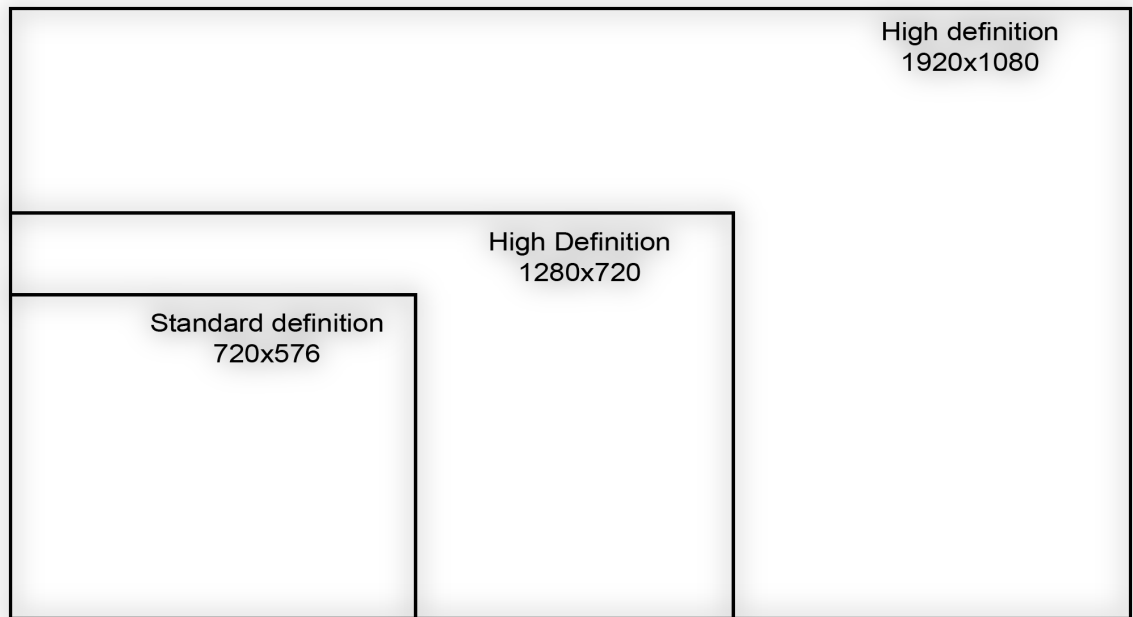 High definition
1920x1080
High Definition
1280x720
Standard definition
720x576